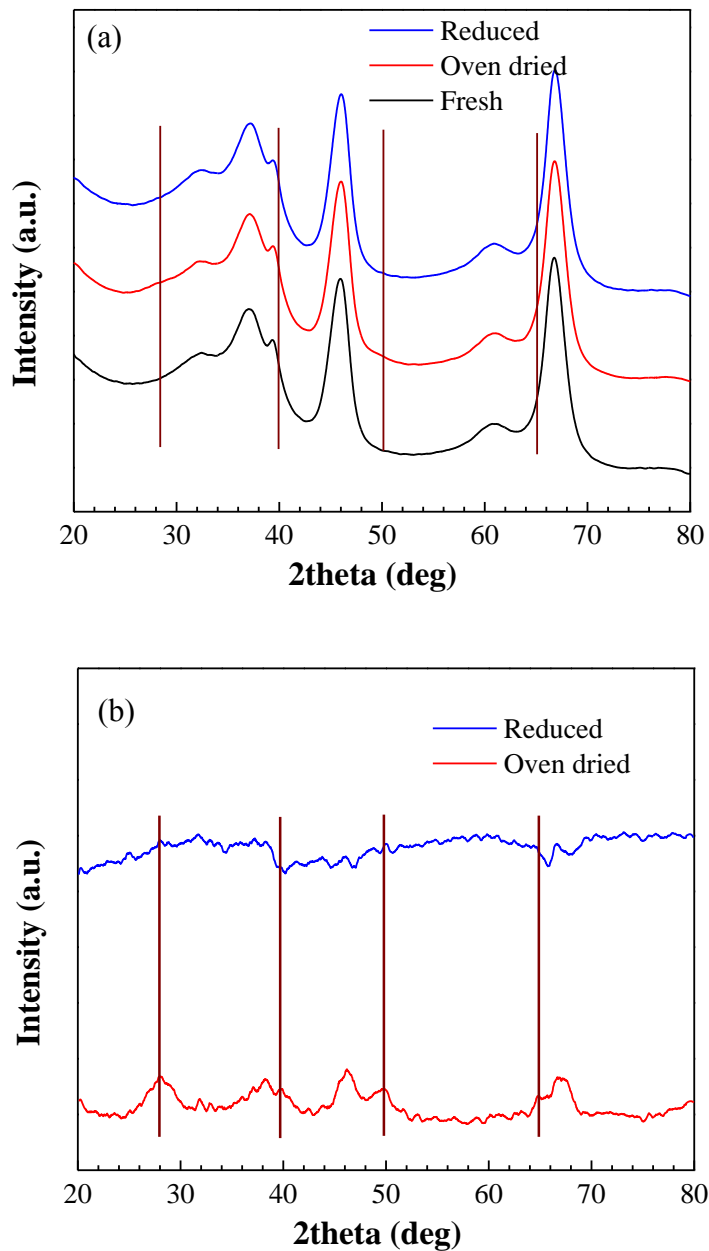 (a)
Reduced
Oven dried
Fresh
Intensity (a.u.)
20 30 40 50 60 70 80
2theta (deg)
(b)
Reduced
Oven dried
Intensity (a.u.)
20 30 40 50 60 70 80
2theta (deg)